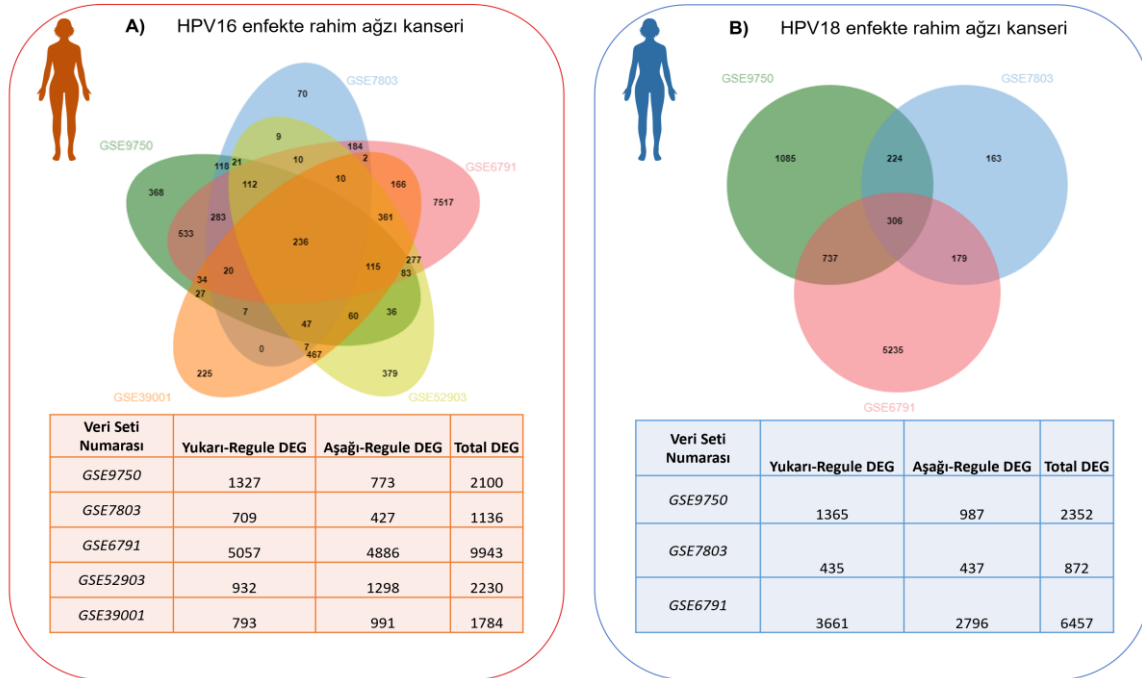 A) HPV16 enfekte rahim ağzı kanseri
GSE7803
70
9
184
GSE9750
118
21
10
2
GSE6791
368
112
10
166
7517
283
361
533
236
277
20
115
83
34
27
7
47
60
36
0
7
467
225
379
GSE39001
GSE52903
Veri Seti
Numarası Yukarı-Regule DEG Aşağı-Regule DEG Total DEG
GSE9750 1327 773 2100
GSE7803 709 427 1136
GSE6791 5057 4886 9943
GSE52903 932 1298 2230
GSE39001 793 991 1784
B) HPV18 enfekte rahim ağzı kanseri
GSE9750
GSE7803
1085
224
163
306
737
179
5235
GSE6791
Veri Seti
Numarası Yukarı-Regule DEG Aşağı-Regule DEG Total DEG
GSE9750 1365 987 2352
GSE7803 435 437 872
GSE6791 3661 2796 6457